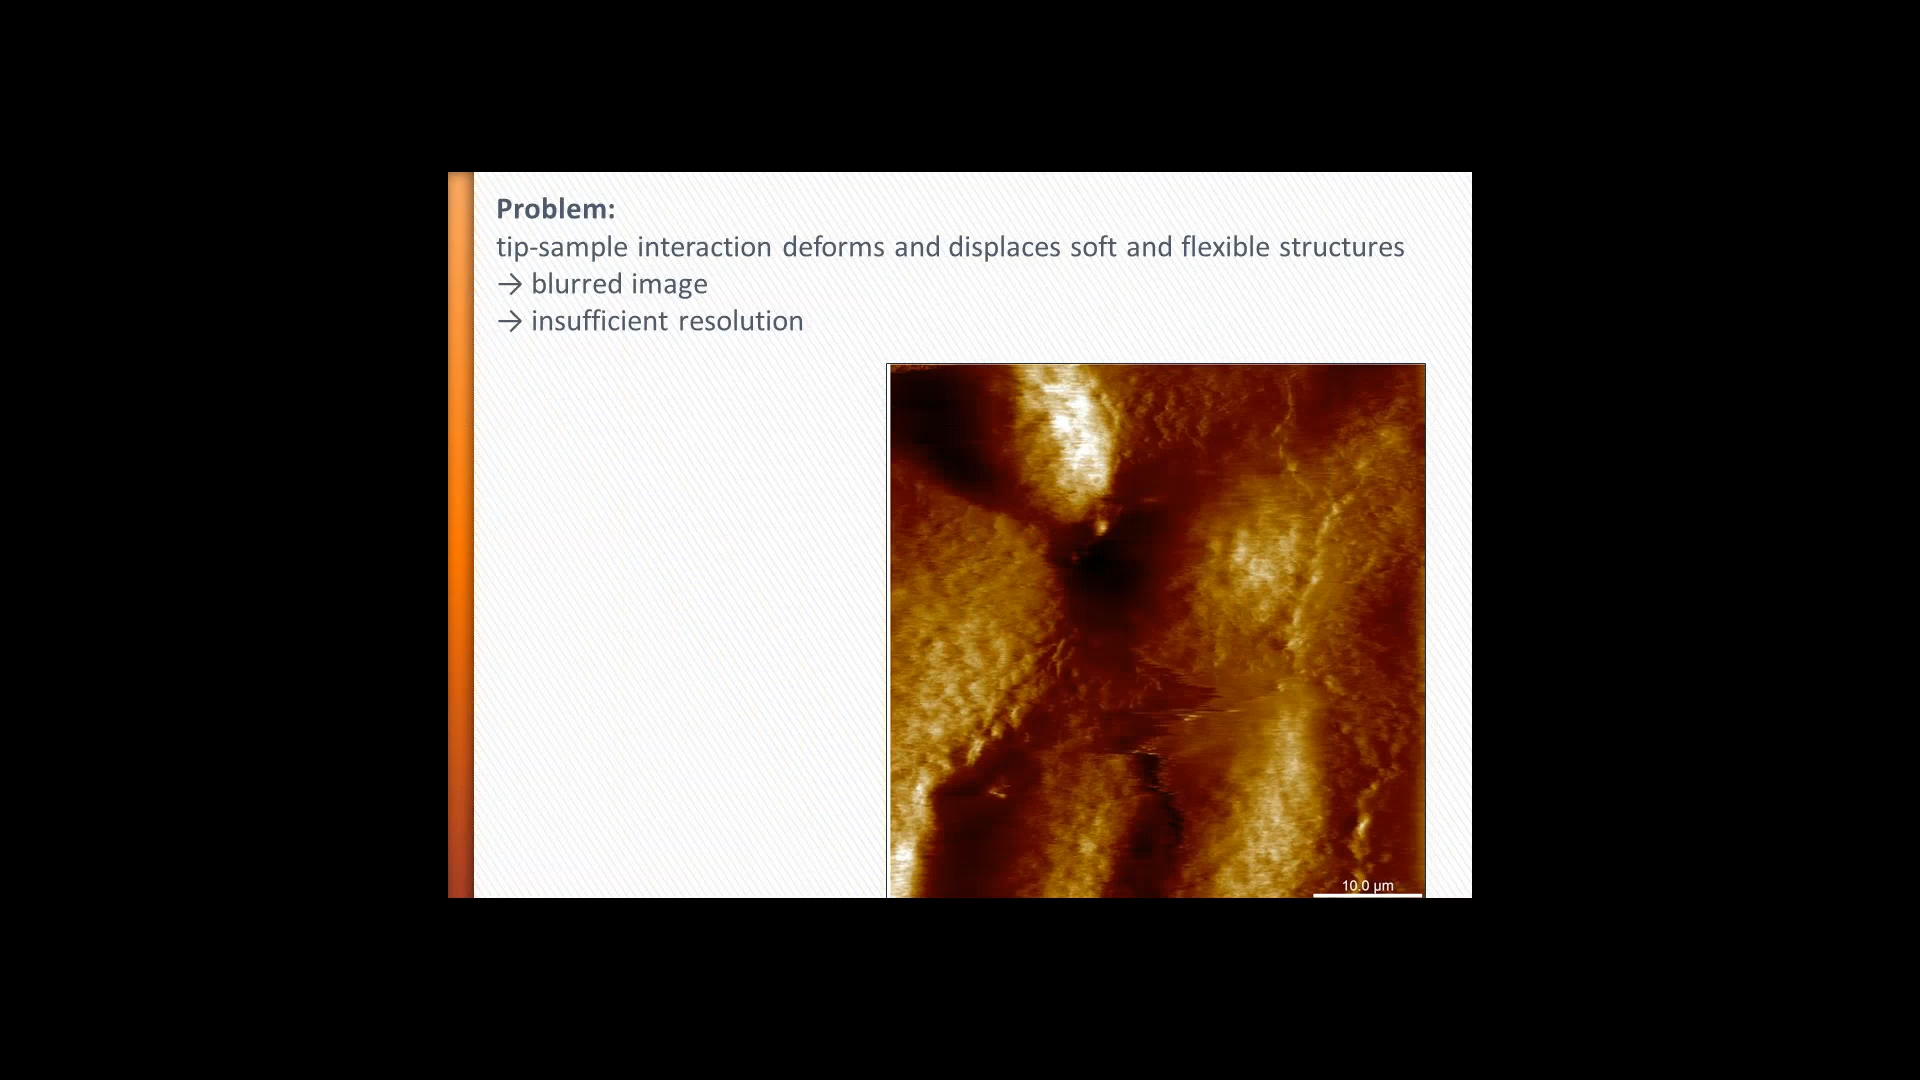 Problem:
tip-sample interaction deforms and displaces soft and flexible structures
→ blurred image
→ insufficient resolution
10.0 µm